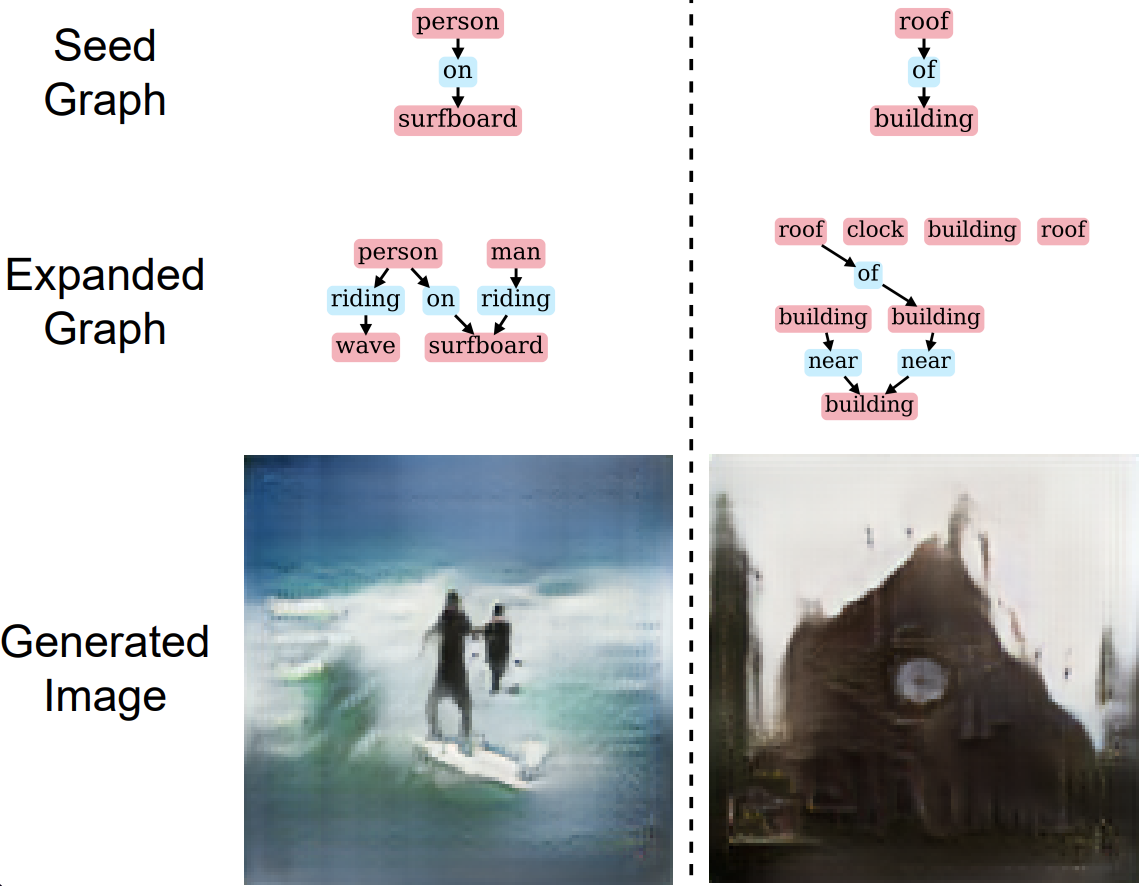 Seed
Graph
person
on
surfboard
roof
of
building
Expanded
Graph
person man
riding on riding
wave surfboard
roof clock building roof
of
building building
near near
building
Generated
Image